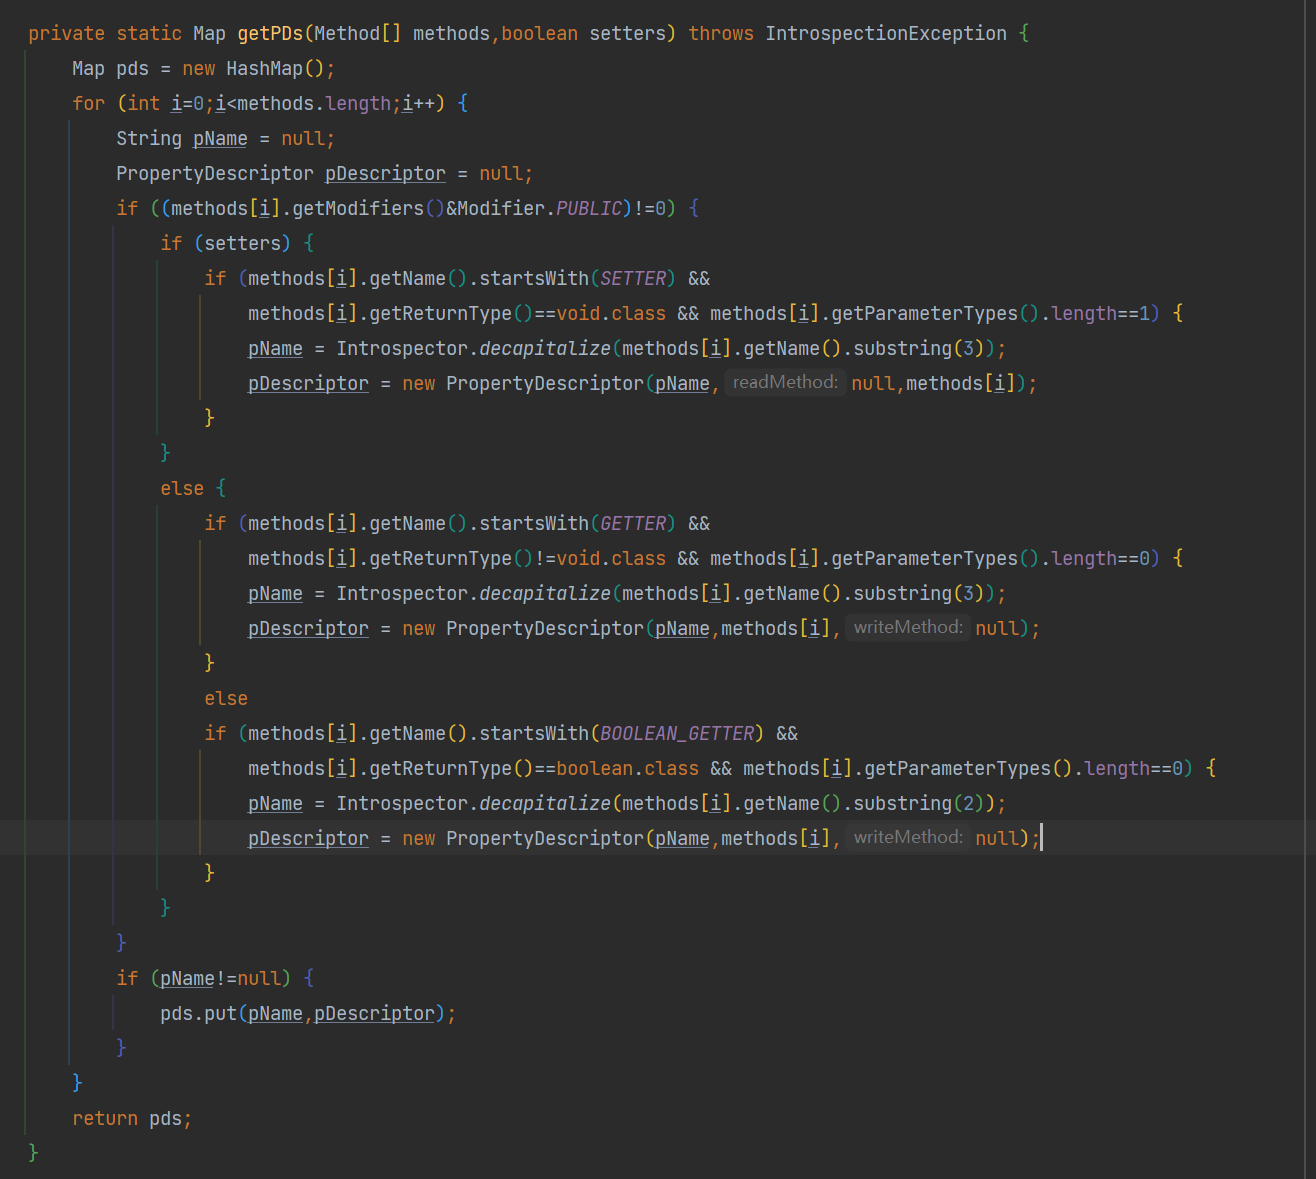 private static Map getPDs(Method[] methods,boolean setters) throws IntrospectionException {
    Map pds = new HashMap();
    for (int i=0;i<methods.length;i++) {
        String pName = null;
        PropertyDescriptor pDescriptor = null;
        if ((methods[i].getModifiers()&Modifier.PUBLIC)!=0) {
            if (setters) {
                if (methods[i].getName().startsWith(SETTER) &&
                    methods[i].getReturnType()==void.class && methods[i].getParameterTypes().length==1) {
                    pName = Introspector.decapitalize(methods[i].getName().substring(3));
                    pDescriptor = new PropertyDescriptor(pName, readMethod: null,methods[i]);
                }
            }
            else {
                if (methods[i].getName().startsWith(GETTER) &&
                    methods[i].getReturnType()!=void.class && methods[i].getParameterTypes().length==0) {
                    pName = Introspector.decapitalize(methods[i].getName().substring(3));
                    pDescriptor = new PropertyDescriptor(pName,methods[i], writeMethod: null);
                }
                else
                if (methods[i].getName().startsWith(BOOLEAN_GETTER) &&
                    methods[i].getReturnType()==boolean.class && methods[i].getParameterTypes().length==0) {
                    pName = Introspector.decapitalize(methods[i].getName().substring(2));
                    pDescriptor = new PropertyDescriptor(pName,methods[i], writeMethod: null);
                }
            }
        }
        if (pName!=null) {
            pds.put(pName,pDescriptor);
        }
    }
    return pds;
}